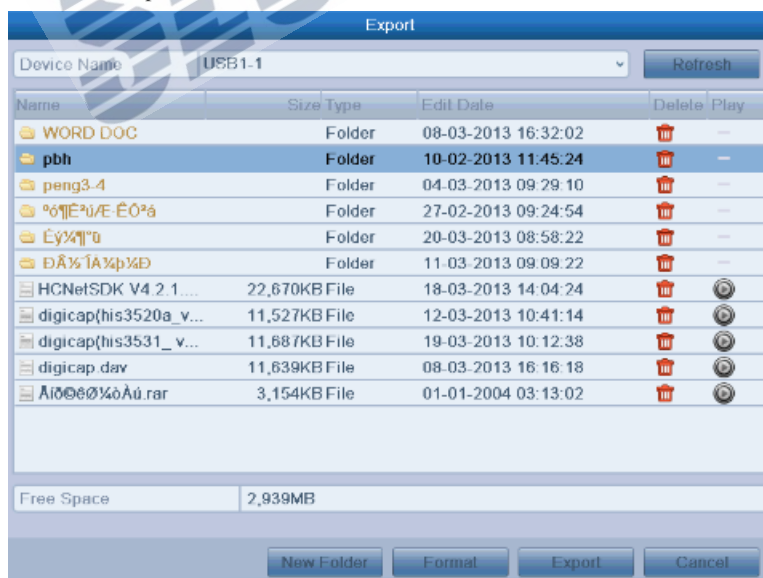 Export
Device Name USB1-1 Refresh
Name Size Type Edit Date Delete Play
WORD DOC Folder 08-03-2013 16:32:02
pbh Folder 10-02-2013 11:45:24
peng3-4 Folder 04-03-2013 09:29:10
Folder 27-02-2013 09:24:54
Folder 20-03-2013 08:58:22
Folder 11-03-2013 09:09:22
HCNetSDK V4.2.1.... 22,670KB File 18-03-2013 14:04:24
digicap(his3520a_v... 11,527KB File 12-03-2013 10:41:14
digicap(his3531_ v... 11,687KB File 19-03-2013 10:12:38
digicap.dav 11,639KB File 08-03-2013 16:16:18
Åíð©êØ¼òÀú.rar 3,154KB File 01-01-2004 03:13:02
Free Space 2,939MB
New Folder Format Export Cancel